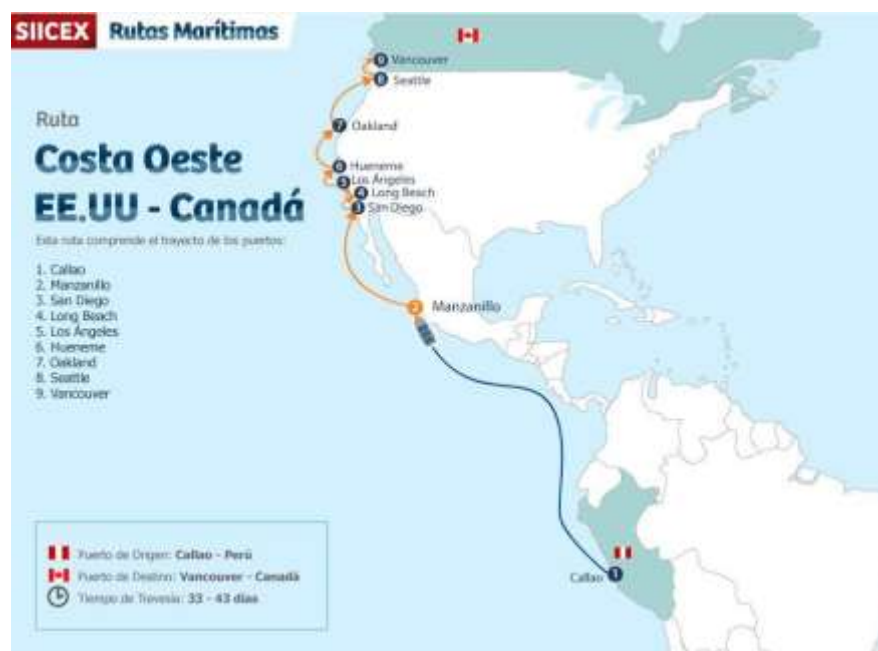 SIICEX Rutas Marítimas
Ruta
Costa Oeste
EE.UU - Canadá
Esta ruta comprende el trayecto de los puertos:
1. Callao
2. Manzanillo
3. San Diego
4. Long Beach
5. Los Ángeles
6. Hueneme
7. Oakland
8. Seattle
9. Vancouver
9 Vancouver
8 Seattle
7 Oakland
6 Hueneme
5 Los Ángeles
4 Long Beach
3 San Diego
2 Manzanillo
Callao 1
Puerto de Origen: Callao - Perú
Puerto de Destino: Vancouver - Canadá
Tiempo de Travesía: 33 - 43 días